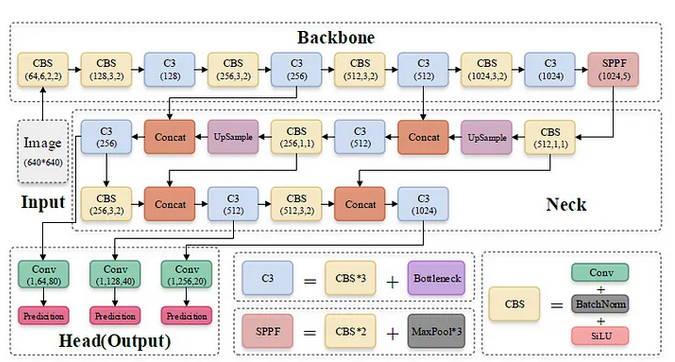 Backbone
CBS
(64,6,2,2)
CBS
(128,3,2)
C3
(128)
CBS
(256,3,2)
C3
(256)
CBS
(512,3,2)
C3
(512)
CBS
(1024,3,2)
C3
(1024)
SPPF
(1024,5)
Image
(640*640)
Input
C3
(256)
Concat
UpSample
CBS
(256,1,1)
C3
(512)
Concat
UpSample
CBS
(512,1,1)
CBS
(256,3,2)
Concat
C3
(512)
CBS
(512,3,2)
Concat
C3
(1024)
Neck
Conv
(1,64,80)
Conv
(1,128,40)
Conv
(1,256,20)
Predicition
Predicition
Predicition
Head(Output)
C3
=
CBS*3
+
Bottleneck
SPPF
=
CBS*2
+
MaxPool*3
CBS
=
Conv
+
BatchNorm
+
SiLU